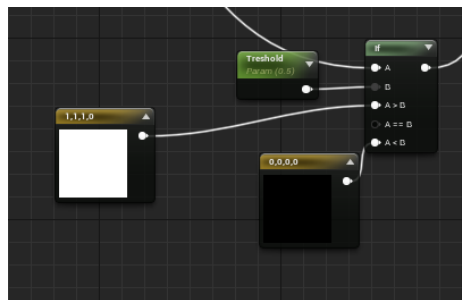 If
Treshold
Param (0.5)
A
B
A > B
A == B
A < B
1,1,1,0
0,0,0,0